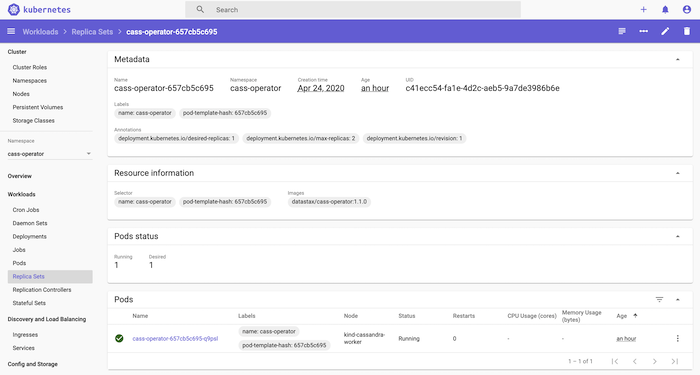 kubernetes
Search
Workloads > Replica Sets > cass-operator-657cb5c695
Cluster
Cluster Roles
Namespaces
Nodes
Persistent Volumes
Storage Classes
Namespace
cass-operator
Overview
Workloads
Cron Jobs
Daemon Sets
Deployments
Jobs
Pods
Replica Sets
Replication Controllers
Stateful Sets
Discovery and Load Balancing
Ingresses
Services
Config and Storage
Metadata
Name Namespace Creation time Age UID
cass-operator-657cb5c695 cass-operator Apr 24, 2020 an hour c41ecc54-fa1e-4d2c-aeb5-9a7de3986b6e
Labels
name: cass-operator pod-template-hash: 657cb5c695
Annotations
deployment.kubernetes.io/desired-replicas: 1 deployment.kubernetes.io/max-replicas: 2 deployment.kubernetes.io/revision: 1
Resource information
Selector Images
name: cass-operator pod-template-hash: 657cb5c695 datastax/cass-operator:1.1.0
Pods status
Running Desired
1 1
Pods
Name Labels Node Status Restarts CPU Usage (cores) Memory Usage (bytes) Age
cass-operator-657cb5c695-q9psl name: cass-operator pod-template-hash: 657cb5c695 kind-cassandra-worker Running 0 - - an hour
1 – 1 of 1